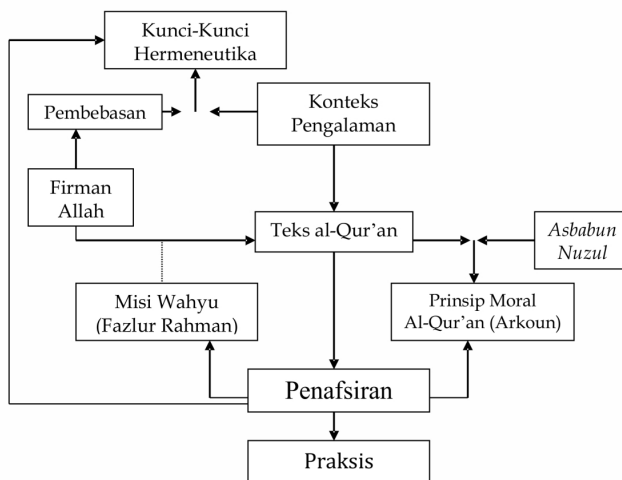 Kunci-Kunci
Hermeneutika
Pembebasan
Konteks
Pengalaman
Firman
Allah
Teks al-Qur’an
Asbabun
Nuzul
Misi Wahyu
(Fazlur Rahman)
Prinsip Moral
Al-Qur’an (Arkoun)
Penafsiran
Praksis